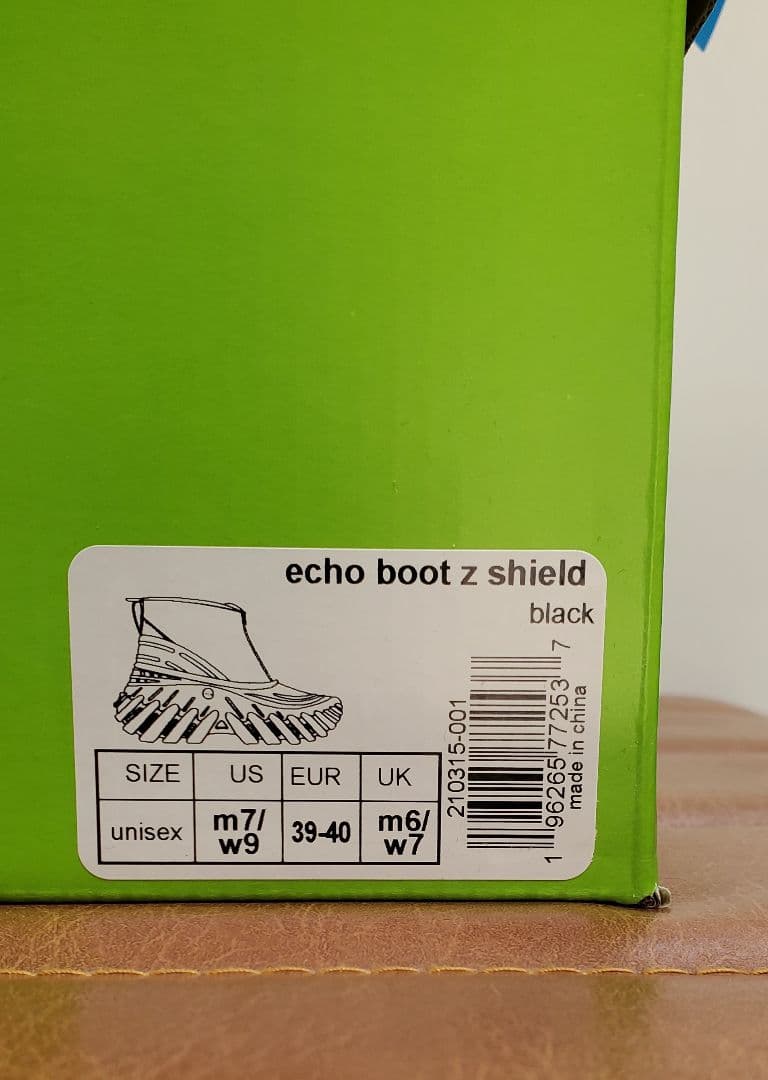 echo boot z shield
black
210315-001
1 96265 77253 7
made in china
SIZE US EUR UK
unisex m7/ w9 39-40 m6/ w7